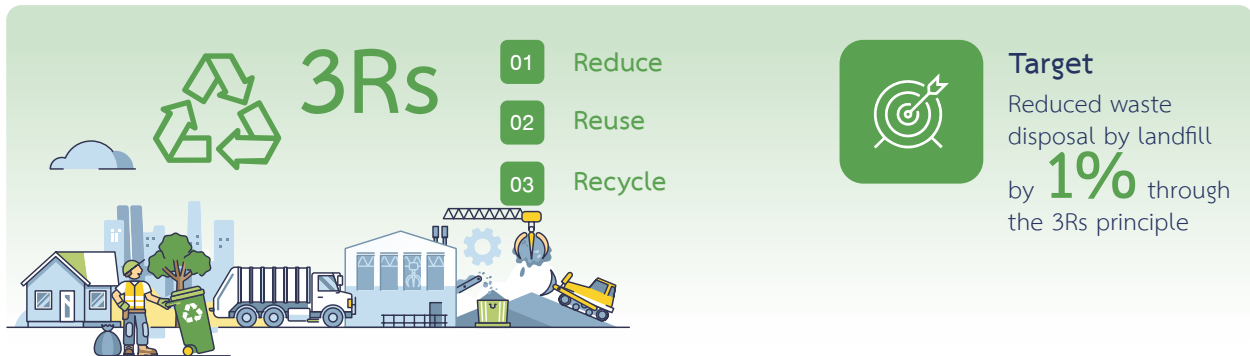 3Rs
01 Reduce
02 Reuse
03 Recycle
Target
Reduced waste
disposal by landfill
by 1% through
the 3Rs principle